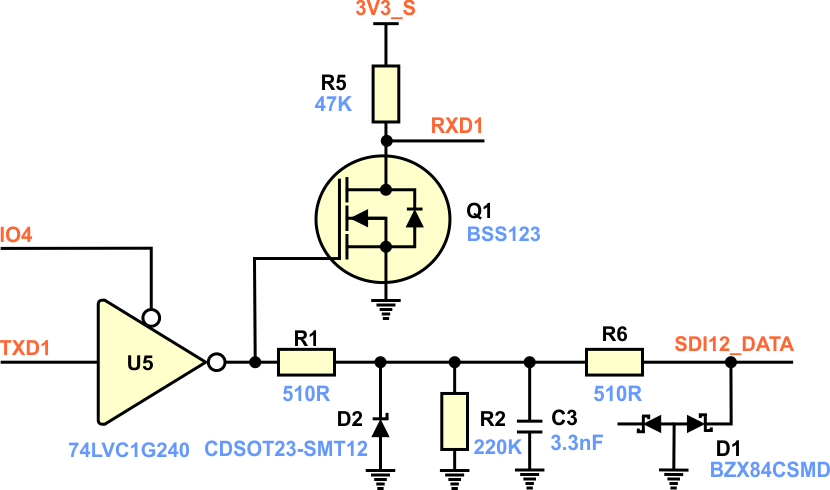 3V3_S
R5
47K
RXD1
Q1
BSS123
IO4
TXD1
U5
74LVC1G240
R1
510R
D2
CDSOT23-SMT12
R2
220K
C3
3.3nF
R6
510R
SDI12_DATA
D1
BZX84CSMD